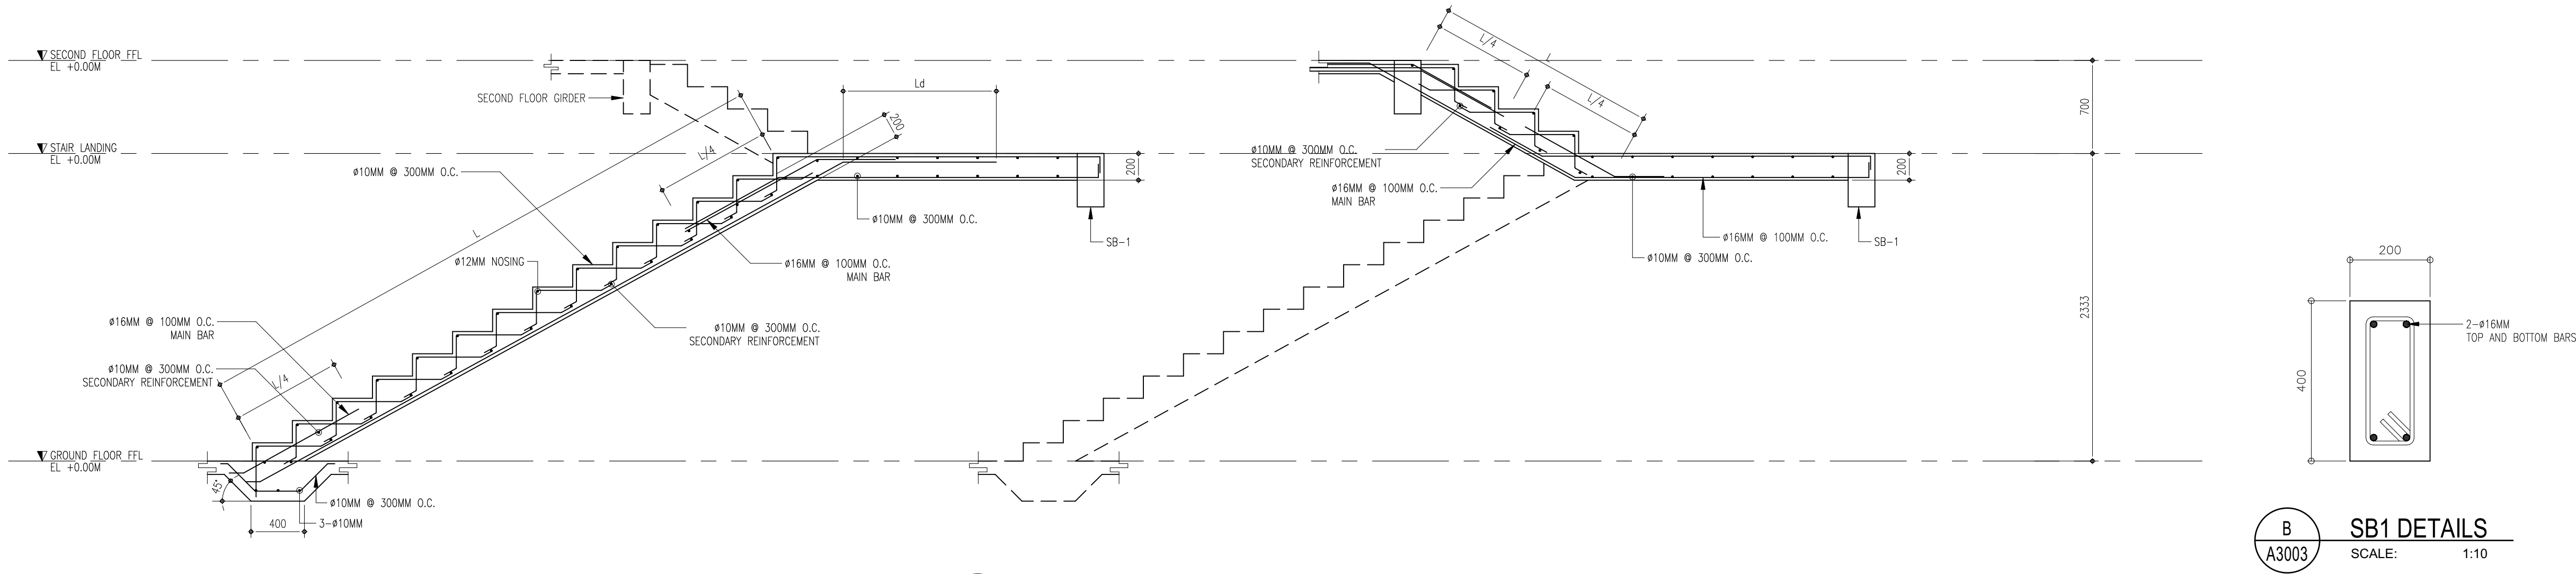 SECOND FLOOR FFL
EL +0.00M
SECOND FLOOR GIRDER
STAIR LANDING
EL +0.00M
Ld
200
L/4
L
200
ø10MM @ 300MM O.C.
ø10MM @ 300MM O.C.
SB-1
ø12MM NOSING
ø16MM @ 100MM O.C.
MAIN BAR
ø16MM @ 100MM O.C.
MAIN BAR
ø10MM @ 300MM O.C.
SECONDARY REINFORCEMENT
ø10MM @ 300MM O.C.
SECONDARY REINFORCEMENT
L/4
GROUND FLOOR FFL
EL +0.00M
45°
400
ø10MM @ 300MM O.C.
3-ø10MM
L/4
L
L/4
ø10MM @ 300MM O.C.
SECONDARY REINFORCEMENT
ø16MM @ 100MM O.C.
MAIN BAR
ø16MM @ 100MM O.C.
ø10MM @ 300MM O.C.
SB-1
200
700
2333
200
400
2-ø16MM
TOP AND BOTTOM BARS
B
A3003
SB1 DETAILS
SCALE: 1:10